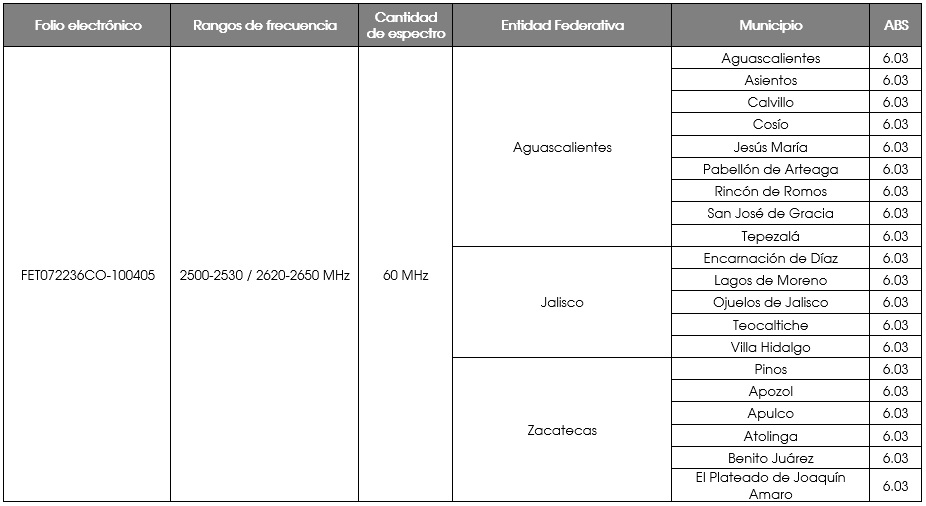 Folio electrónico
Rangos de frecuencia
Cantidad
de espectro
Entidad Federativa
Municipio
ABS
FET072236CO-100405
2500-2530 / 2620-2650 MHz
60 MHz
Aguascalientes
Aguascalientes
6.03
Asientos
6.03
Calvillo
6.03
Cosío
6.03
Jesús María
6.03
Pabellón de Arteaga
6.03
Rincón de Romos
6.03
San José de Gracia
6.03
Tepezalá
6.03
Jalisco
Encarnación de Díaz
6.03
Lagos de Moreno
6.03
Ojuelos de Jalisco
6.03
Teocaltiche
6.03
Villa Hidalgo
6.03
Zacatecas
Pinos
6.03
Apozol
6.03
Apulco
6.03
Atolinga
6.03
Benito Juárez
6.03
El Plateado de Joaquín
Amaro
6.03